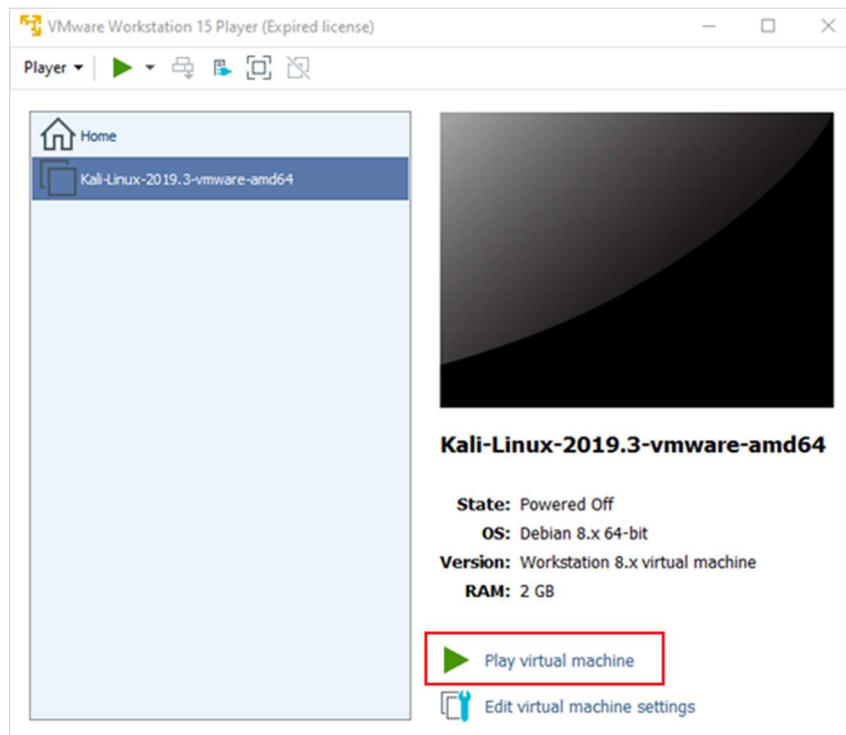 VMware Workstation 15 Player (Expired license)
Player
Home
Kali-Linux-2019.3-vmware-amd64
Kali-Linux-2019.3-vmware-amd64
State: Powered Off
OS: Debian 8.x 64-bit
Version: Workstation 8.x virtual machine
RAM: 2 GB
Play virtual machine
Edit virtual machine settings